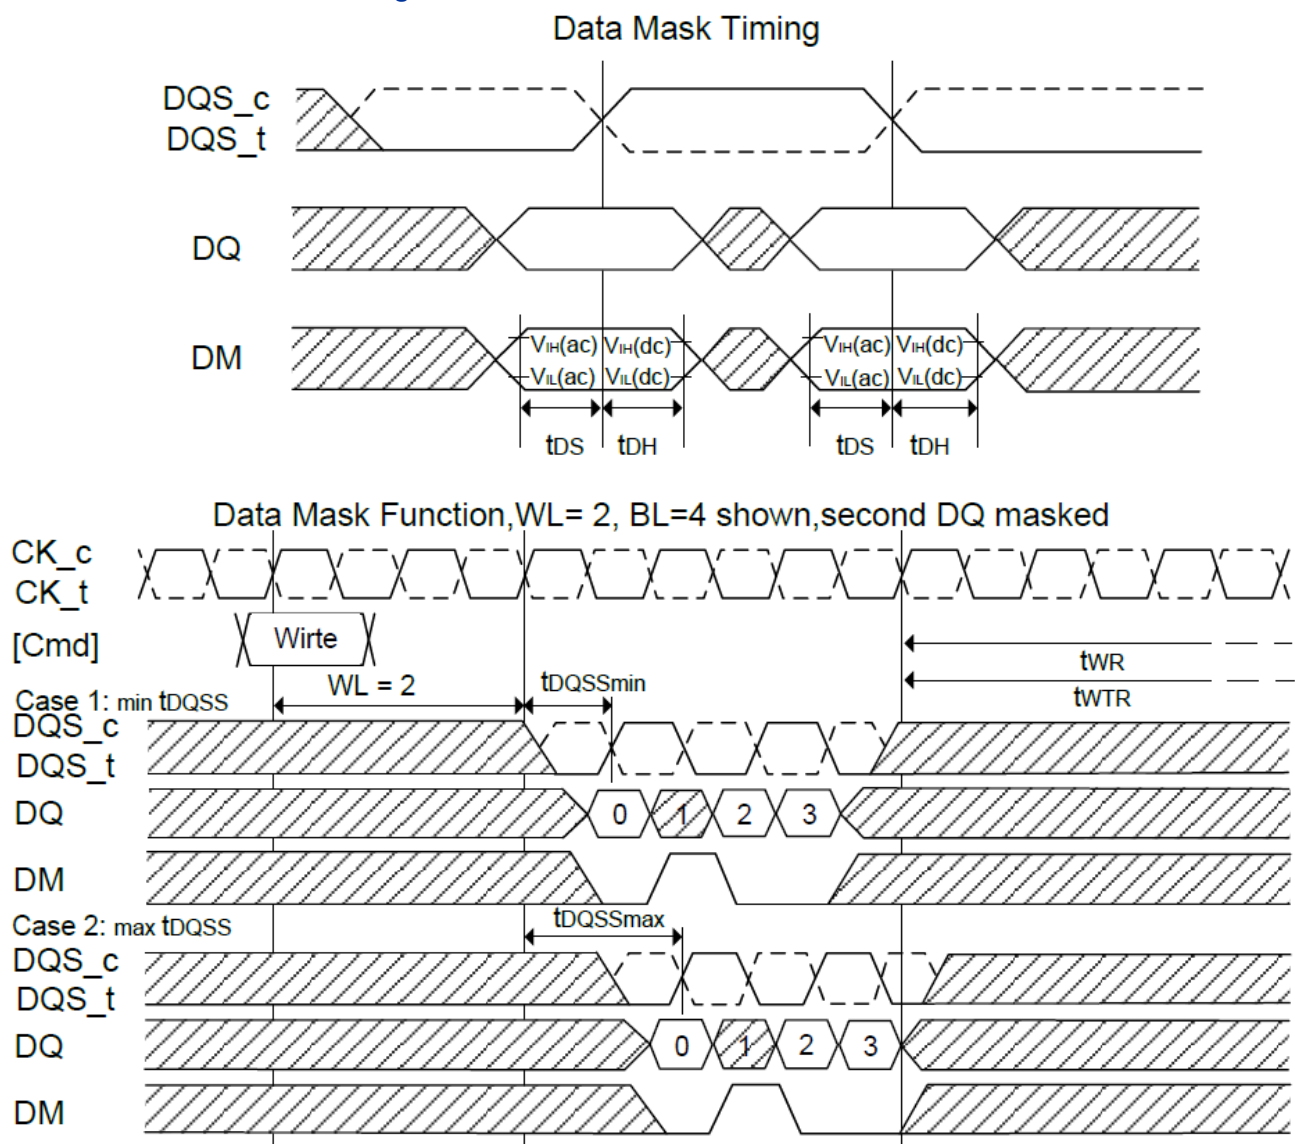 Data Mask Timing
DQS_c
DQS_t
DQ
DM
VIH(ac) VIH(dc) VIH(ac) VIH(dc)
VIL(ac) VIL(dc) VIL(ac) VIL(dc)
tDS tDH tDS tDH
Data Mask Function,WL= 2, BL=4 shown,second DQ masked
CK_c
CK_t
[Cmd] Wirte
tWR
WL = 2 tDQSSmin tWTR
Case 1: min tDQSS
DQS_c
DQS_t
DQ 0 1 2 3
DM
Case 2: max tDQSS tDQSSmax
DQS_c
DQS_t
DQ 0 1 2 3
DM